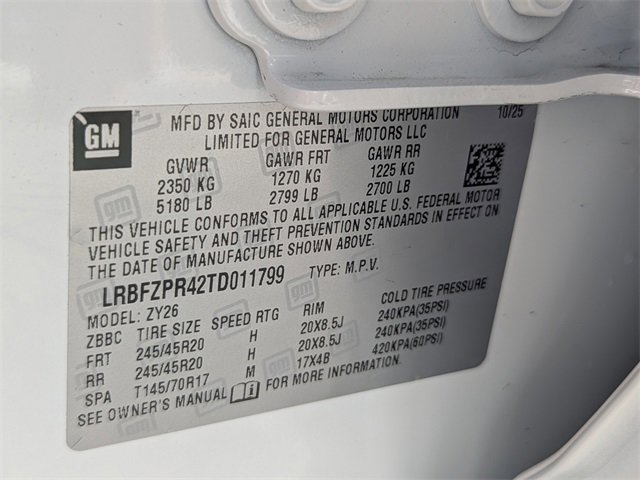 GM
MFD BY SAIC GENERAL MOTORS CORPORATION 10/25
LIMITED FOR GENERAL MOTORS LLC
GVWR GAWR FRT GAWR RR
2350 KG 1270 KG 1225 KG
5180 LB 2799 LB 2700 LB
THIS VEHICLE CONFORMS TO ALL APPLICABLE U.S. FEDERAL MOTOR
VEHICLE SAFETY AND THEFT PREVENTION STANDARDS IN EFFECT ON
THE DATE OF MANUFACTURE SHOWN ABOVE.
LRBFZPR42TD011799 TYPE: M.P.V.
MODEL: ZY26
ZBBC TIRE SIZE SPEED RTG RIM COLD TIRE PRESSURE
FRT 245/45R20 H 20X8.5J 240KPA(35PSI)
RR 245/45R20 H 20X8.5J 240KPA(35PSI)
SPA T145/70R17 M 17X4B 420KPA(60PSI)
SEE OWNER'S MANUAL FOR MORE INFORMATION.